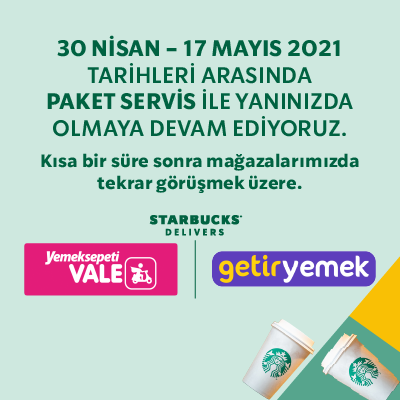 30 NİSAN – 17 MAYIS 2021
TARİHLERİ ARASINDA
PAKET SERVİS İLE YANINIZDA
OLMAYA DEVAM EDİYORUZ.
Kısa bir süre sonra mağazalarımızda
tekrar görüşmek üzere.
STARBUCKS®
DELIVERS
Yemeksepeti
VALE
getiryemek